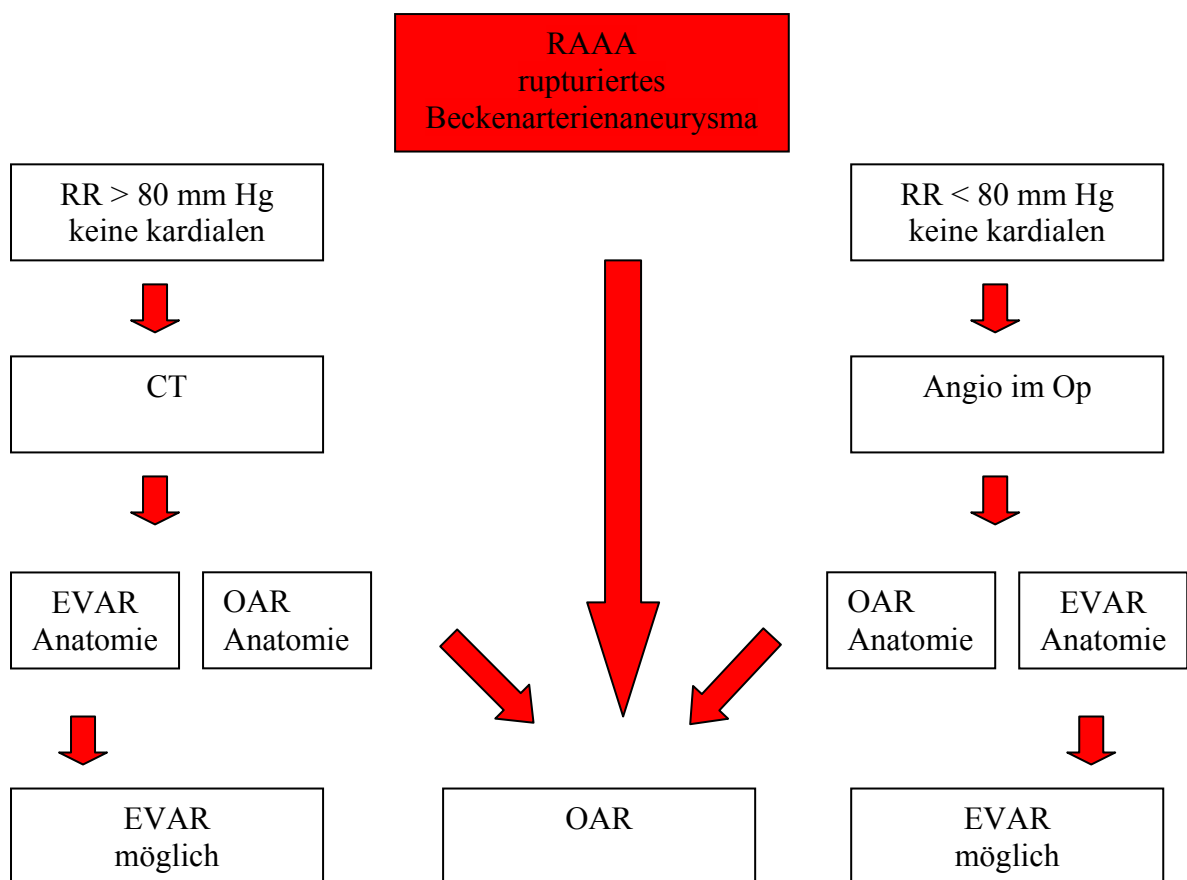 RAAA
rupturiertes
Beckenarterienaneurysma
RR > 80 mm Hg
keine kardialen
RR < 80 mm Hg
keine kardialen
CT
Angio im Op
EVAR
Anatomie
OAR
Anatomie
OAR
Anatomie
EVAR
Anatomie
EVAR
möglich
OAR
EVAR
möglich